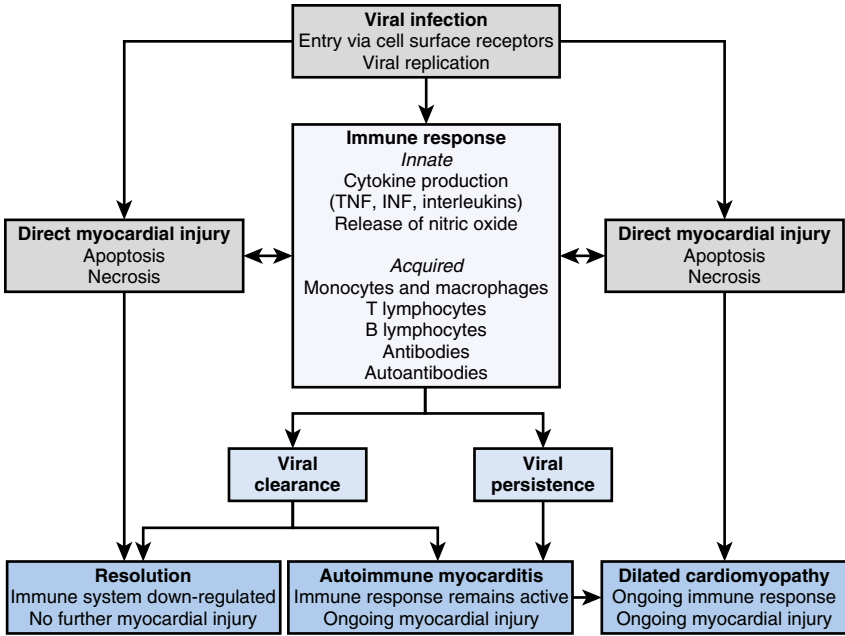 Viral infection
Entry via cell surface receptors
Viral replication
Immune response
Innate
Cytokine production
(TNF, INF, interleukins)
Release of nitric oxide
Acquired
Monocytes and macrophages
T lymphocytes
B lymphocytes
Antibodies
Autoantibodies
Direct myocardial injury
Apoptosis
Necrosis
Direct myocardial injury
Apoptosis
Necrosis
Viral
clearance
Viral
persistence
Resolution
Immune system down-regulated
No further myocardial injury
Autoimmune myocarditis
Immune response remains active
Ongoing myocardial injury
Dilated cardiomyopathy
Ongoing immune response
Ongoing myocardial injury